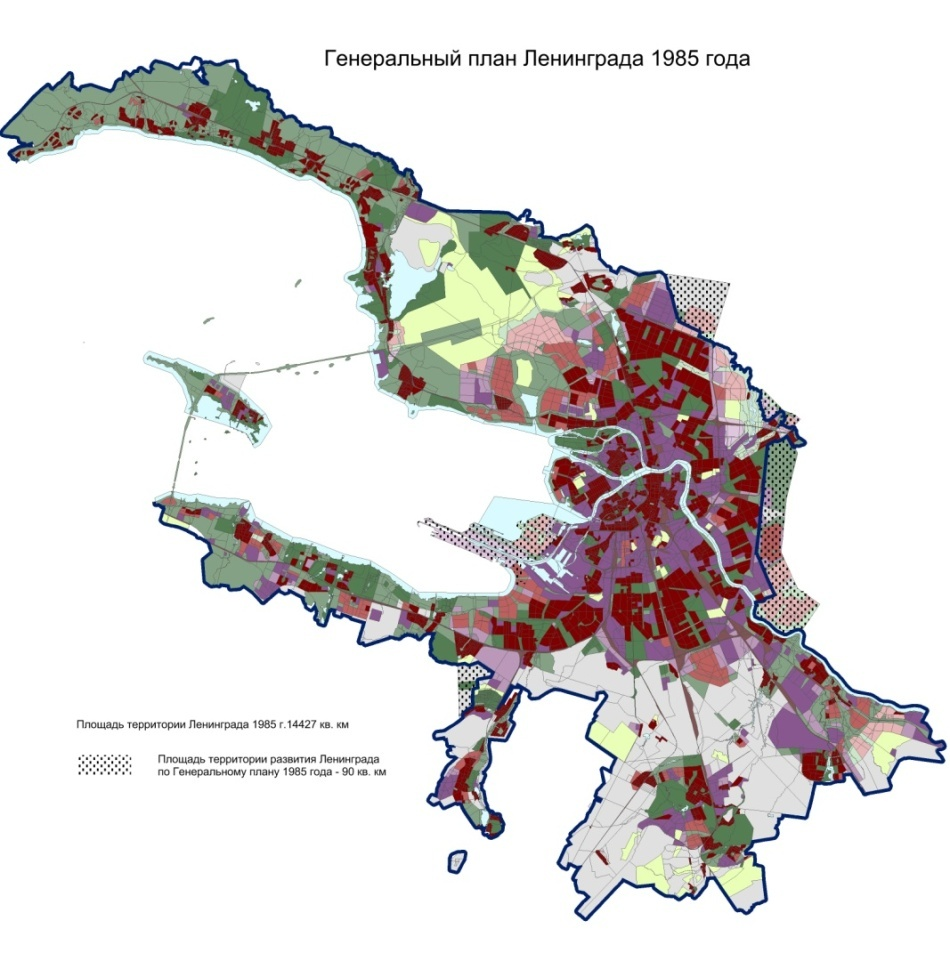 Генеральный план Ленинграда 1985 года
Площадь территории Ленинграда 1985 г.14427 кв. км
Площадь территории развития Ленинграда
по Генеральному плану 1985 года - 90 кв. км